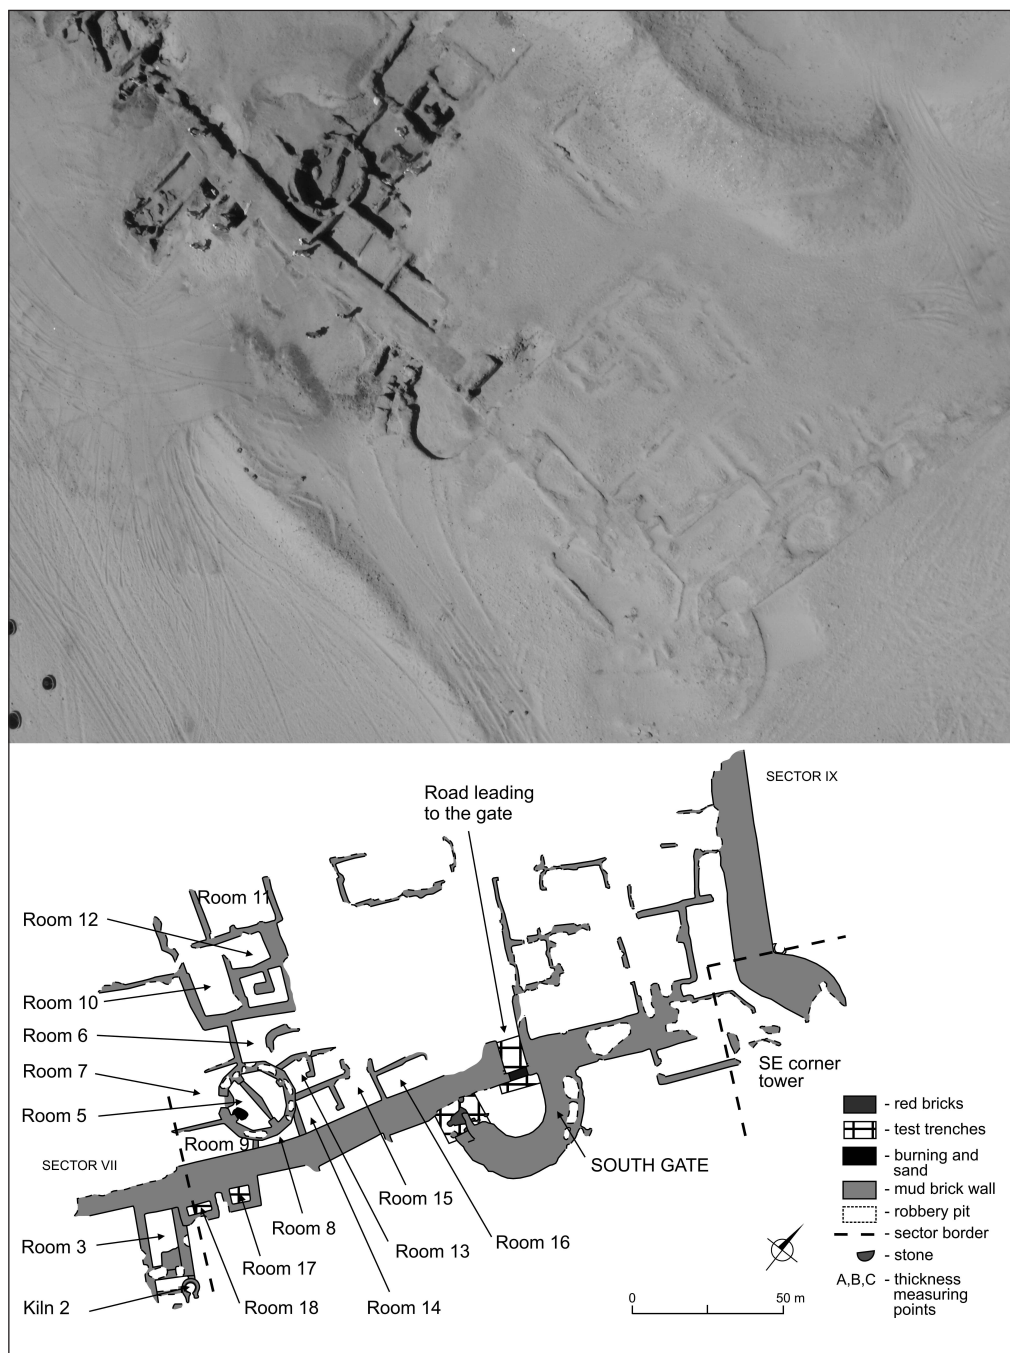 SECTOR IX
Road leading
to the gate
Room 11
Room 12
Room 10
Room 6
Room 7
Room 5
Room 9
SECTOR VII
Room 3
Kiln 2
Room 8
Room 17
Room 18
Room 15
Room 13
Room 14
Room 16
SOUTH GATE
SE corner
tower
- red bricks
- test trenches
- burning and
sand
- mud brick wall
- robbery pit
- sector border
- stone
A,B,C - thickness
measuring
points
0 50 m